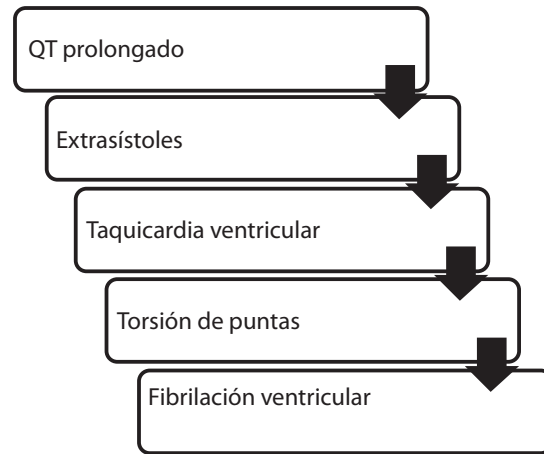 QT prolongado
Extrasístoles
Taquicardia ventricular
Torsión de puntas
Fibrilación ventricular